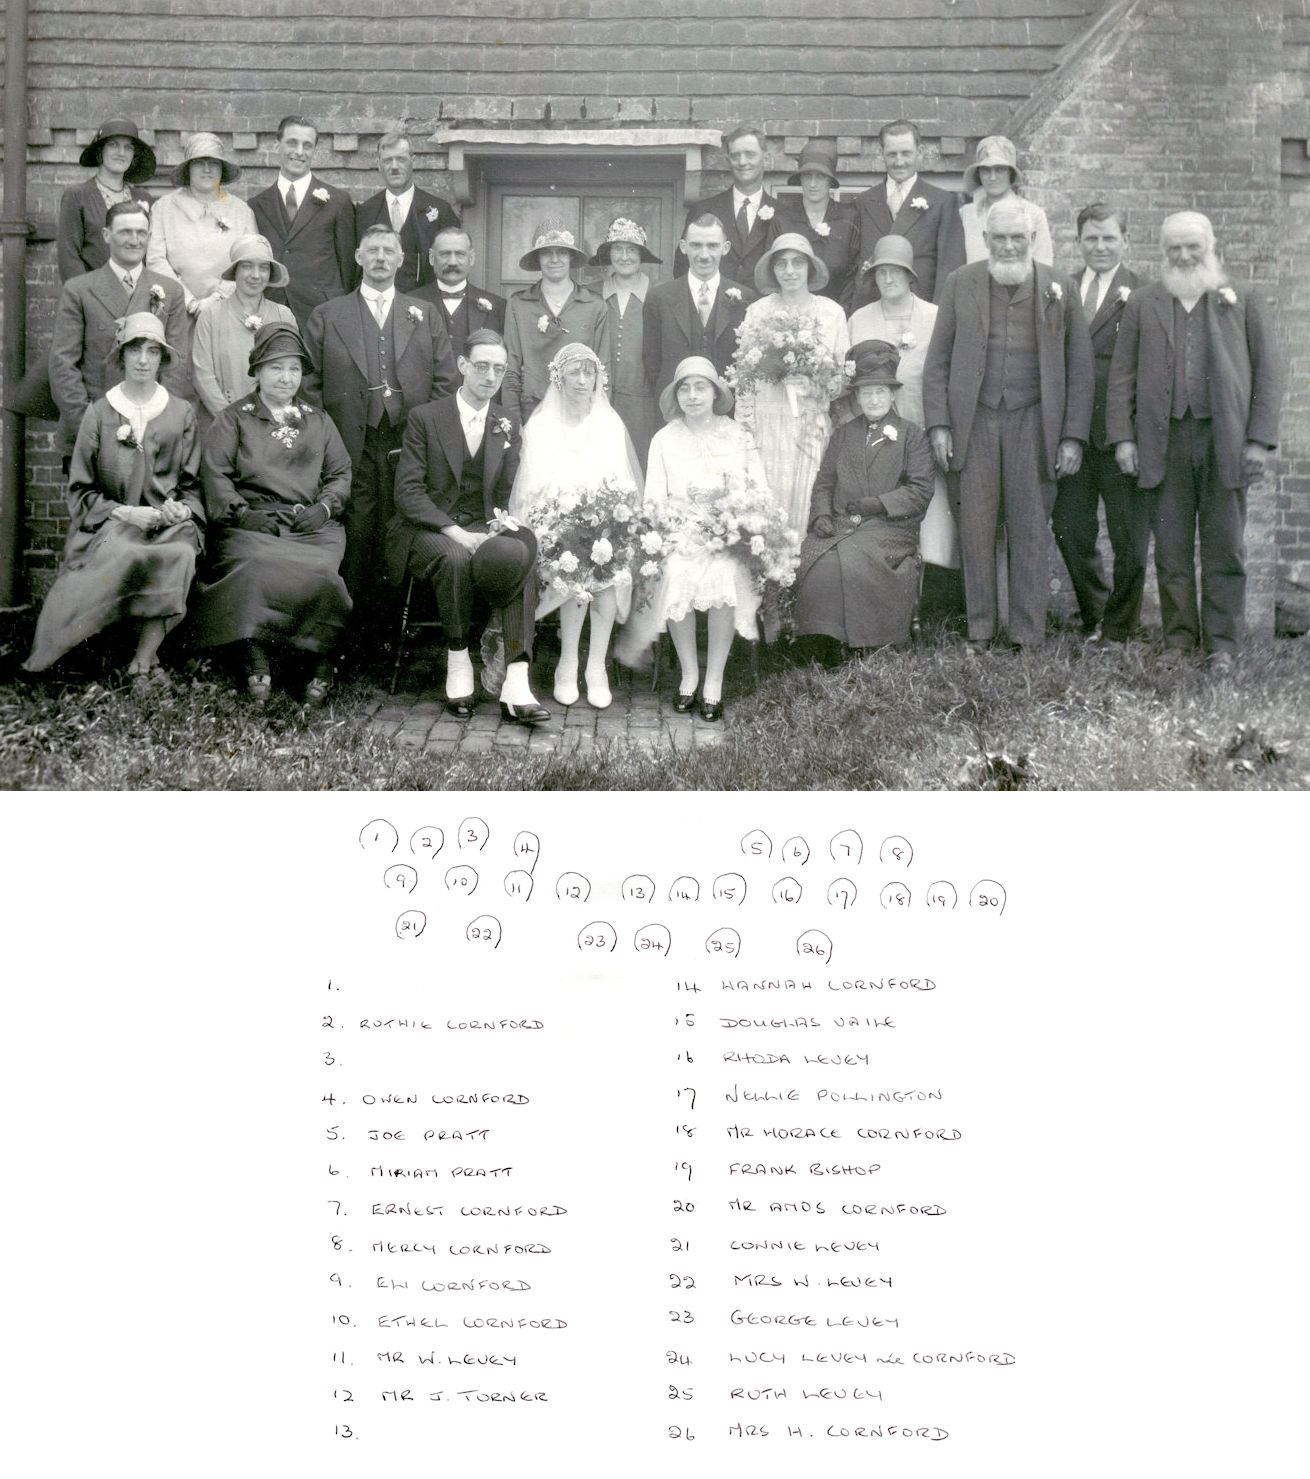 1 2 3 4 5 6 7 8
9 10 11 12 13 14 15 16 17 18 19 20
21 22 23 24 25 26
1.
2. RUTHIE CORNFORD
3.
4. OWEN CORNFORD
5. JOE PRATT
6. MIRIAM PRATT
7. ERNEST CORNFORD
8. MERCY CORNFORD
9. ELI CORNFORD
10. ETHEL CORNFORD
11. MR W. LEVEY
12 MR J. TURNER
13.
14 HANNAH CORNFORD
15 DOUGLAS VAILE
16 RHODA LEVEY
17 NELLIE POLLINGTON
18 MR HORACE CORNFORD
19 FRANK BISHOP
20 MR AMOS CORNFORD
21 CONNIE LEVEY
22 MRS W. LEVEY
23 GEORGE LEVEY
24 LUCY LEVEY née CORNFORD
25 RUTH LEVEY
26 MRS H. CORNFORD